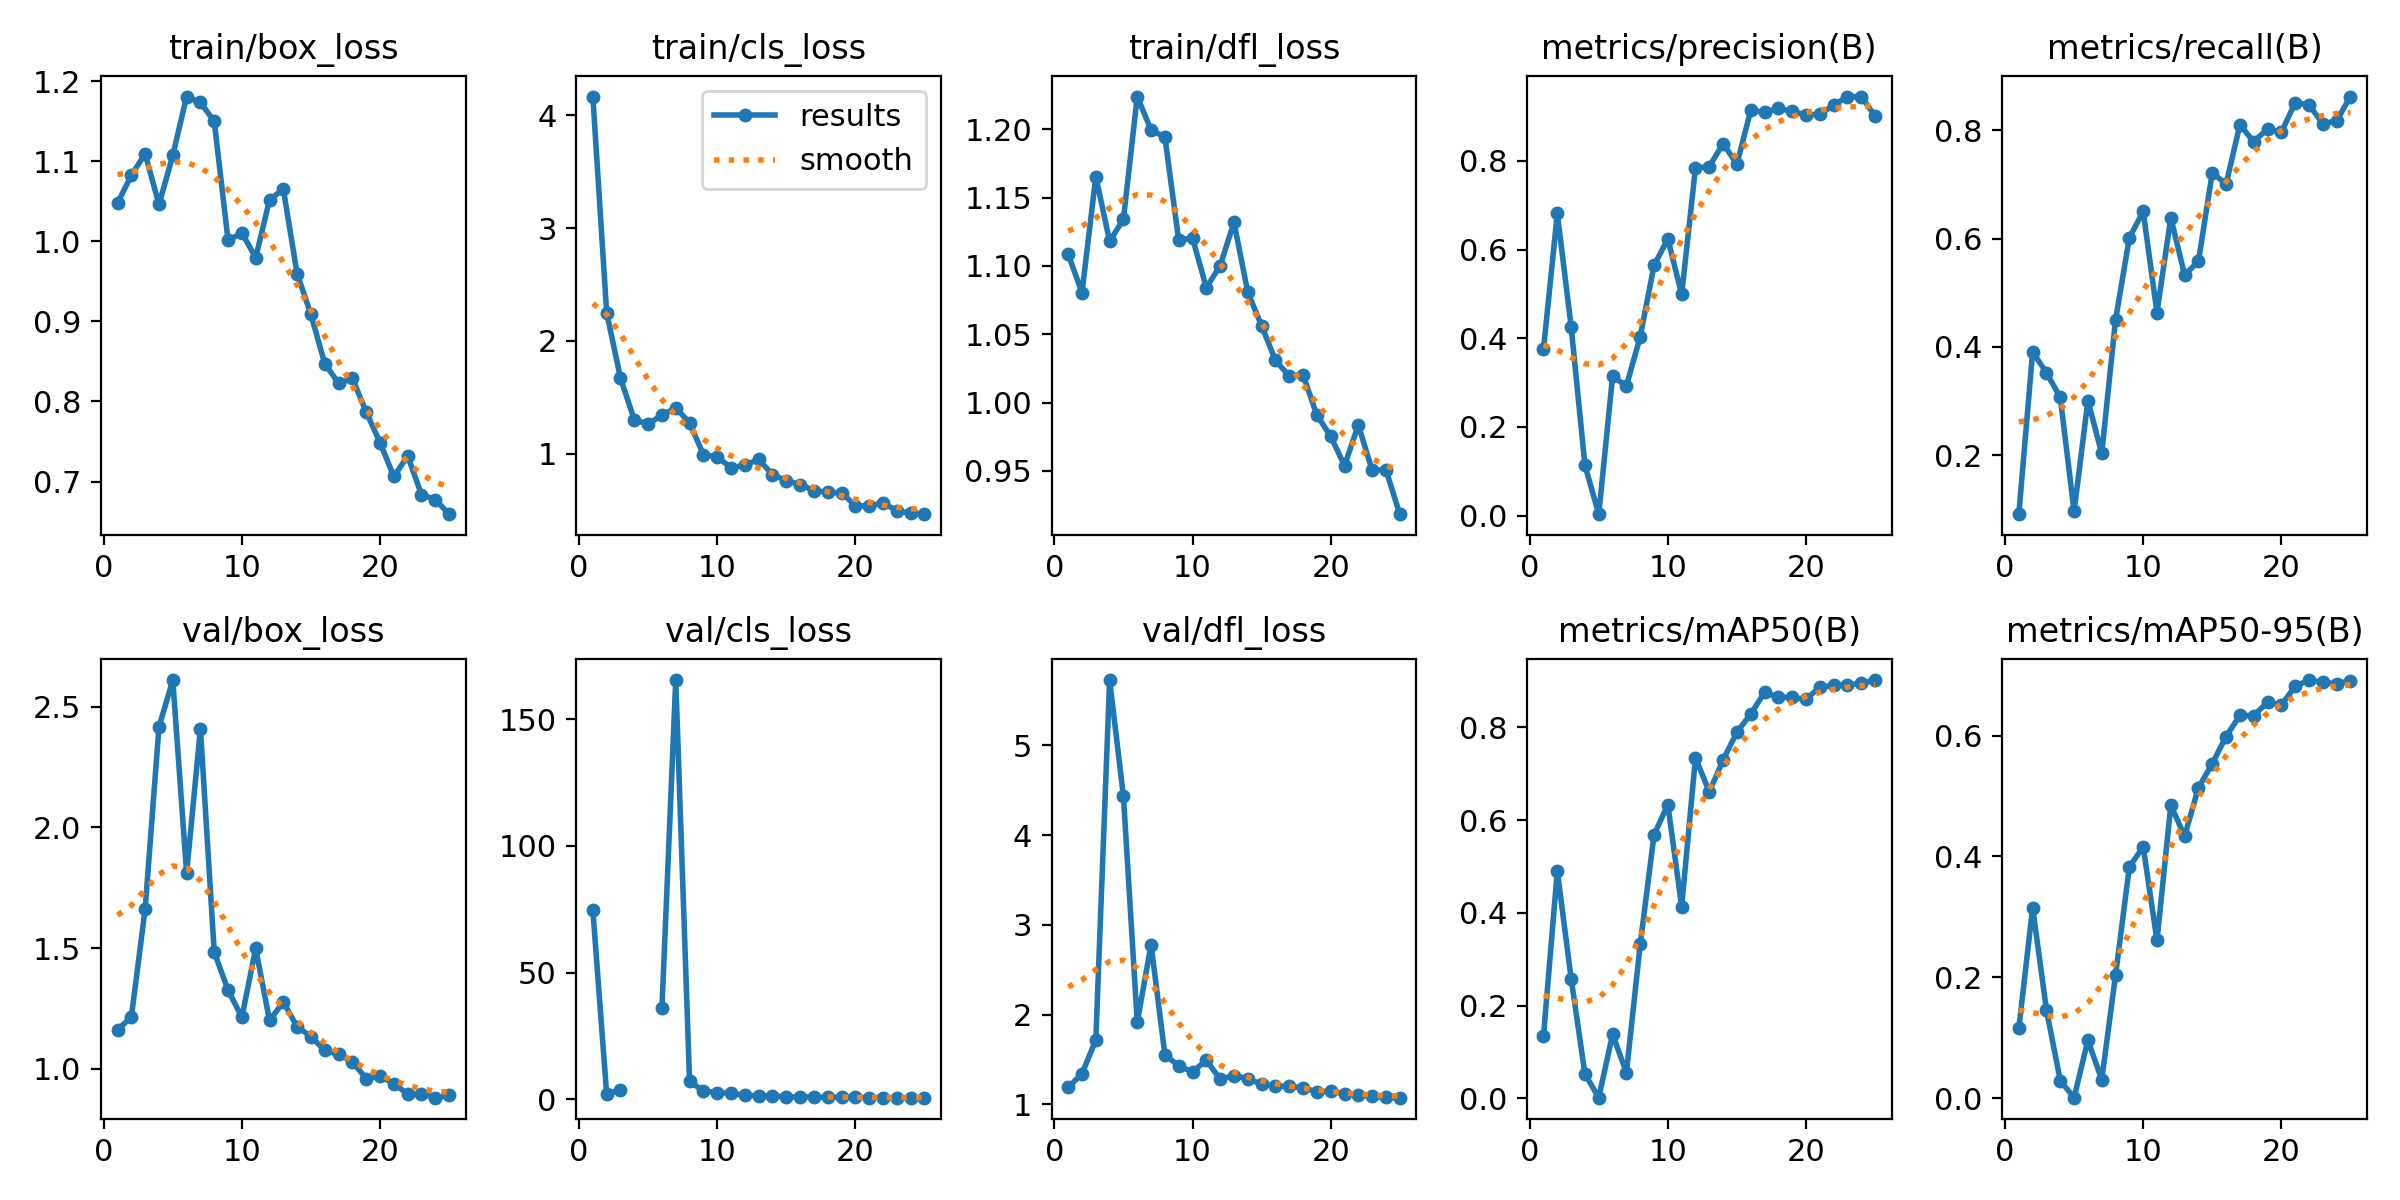 train/box_loss
1.2
1.1
1.0
0.9
0.8
0.7
0 10 20
train/cls_loss
results
smooth
4
3
2
1
0 10 20
train/dfl_loss
1.20
1.15
1.10
1.05
1.00
0.95
0 10 20
metrics/precision(B)
0.8
0.6
0.4
0.2
0.0
0 10 20
metrics/recall(B)
0.8
0.6
0.4
0.2
0 10 20
val/box_loss
2.5
2.0
1.5
1.0
0 10 20
val/cls_loss
150
100
50
0
0 10 20
val/dfl_loss
5
4
3
2
1
0 10 20
metrics/mAP50(B)
0.8
0.6
0.4
0.2
0.0
0 10 20
metrics/mAP50-95(B)
0.6
0.4
0.2
0.0
0 10 20